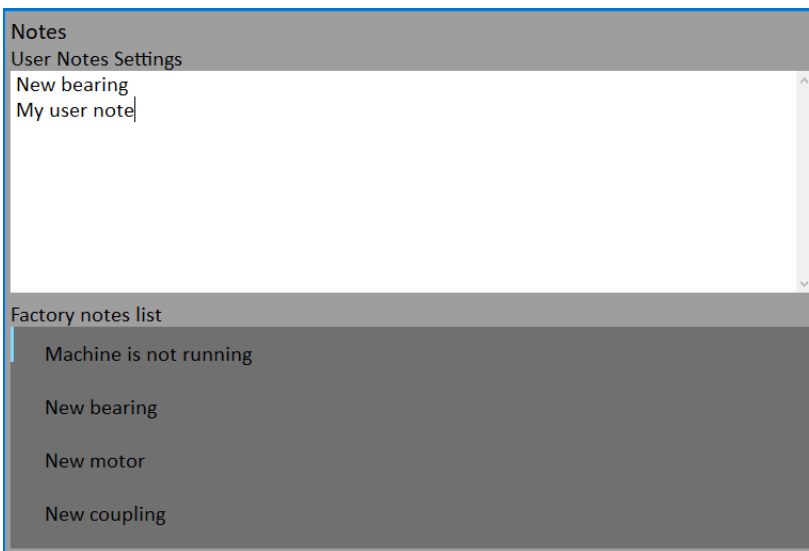 Notes
User Notes Settings
New bearing
My user note
Factory notes list
Machine is not running
New bearing
New motor
New coupling